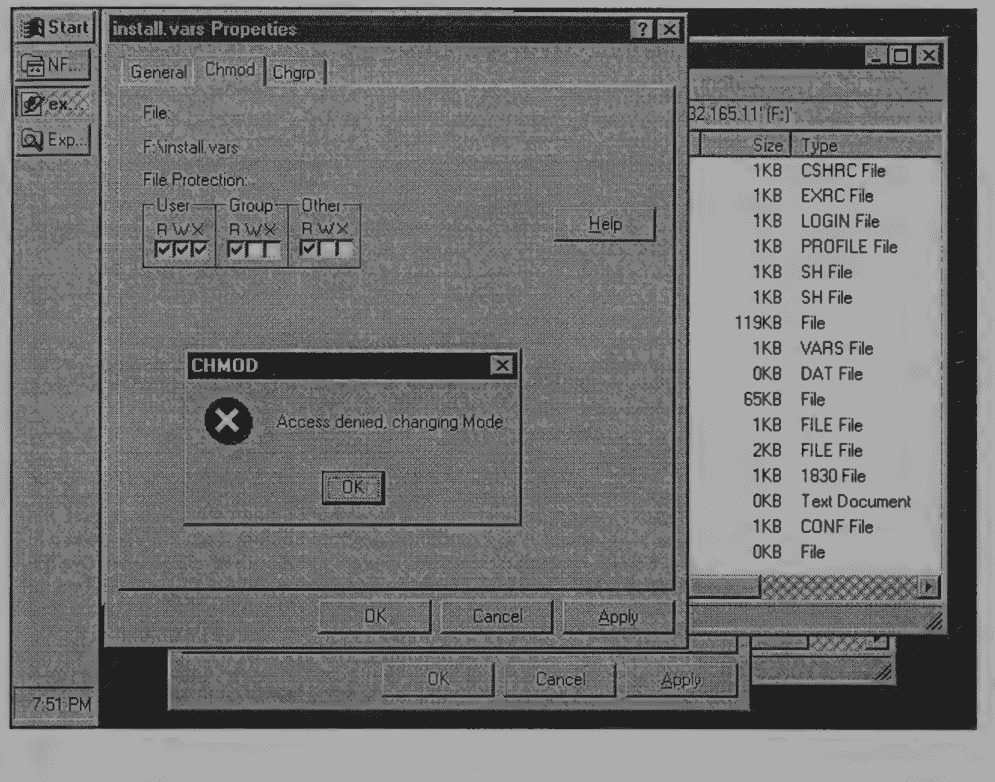 Start
NF...
ex...
Exp...
7:51 PM
install.vars Properties
General
Chmod
Chgrp
File:
F:\install.vars
File Protection:
User Group Other
R W X R W X R W X
Help
CHMOD
Access denied, changing Mode
OK
OK Cancel Apply
OK Cancel Apply
32.165.11' (F:)'
Size Type
1KB CSHRC File
1KB EXRC File
1KB LOGIN File
1KB PROFILE File
1KB SH File
1KB SH File
119KB File
1KB VARS File
0KB DAT File
65KB File
1KB FILE File
2KB FILE File
1KB 1830 File
0KB Text Document
1KB CONF File
0KB File